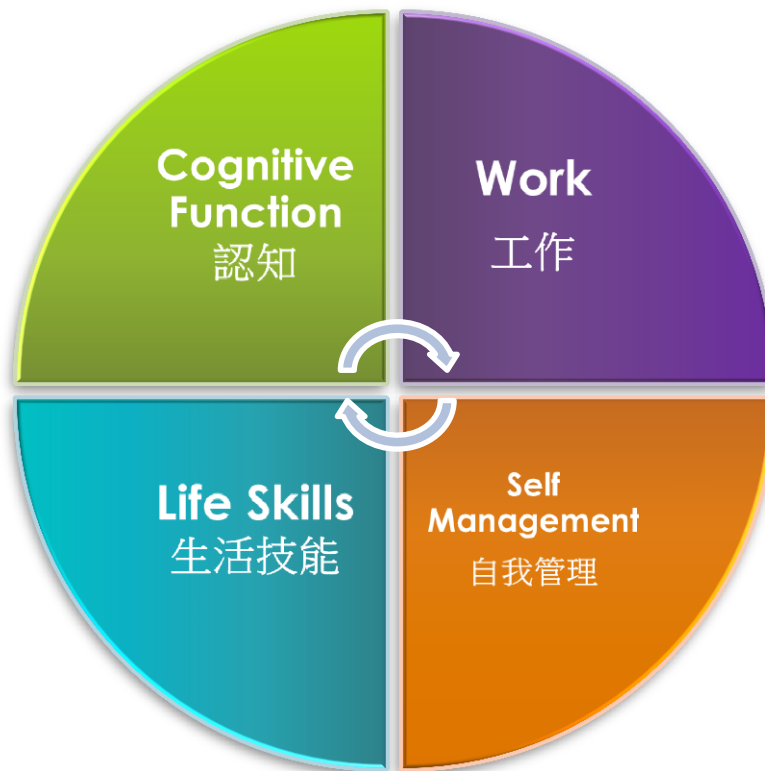 Cognitive
Function
認知
Work
工作
Life Skills
生活技能
Self
Management
自我管理